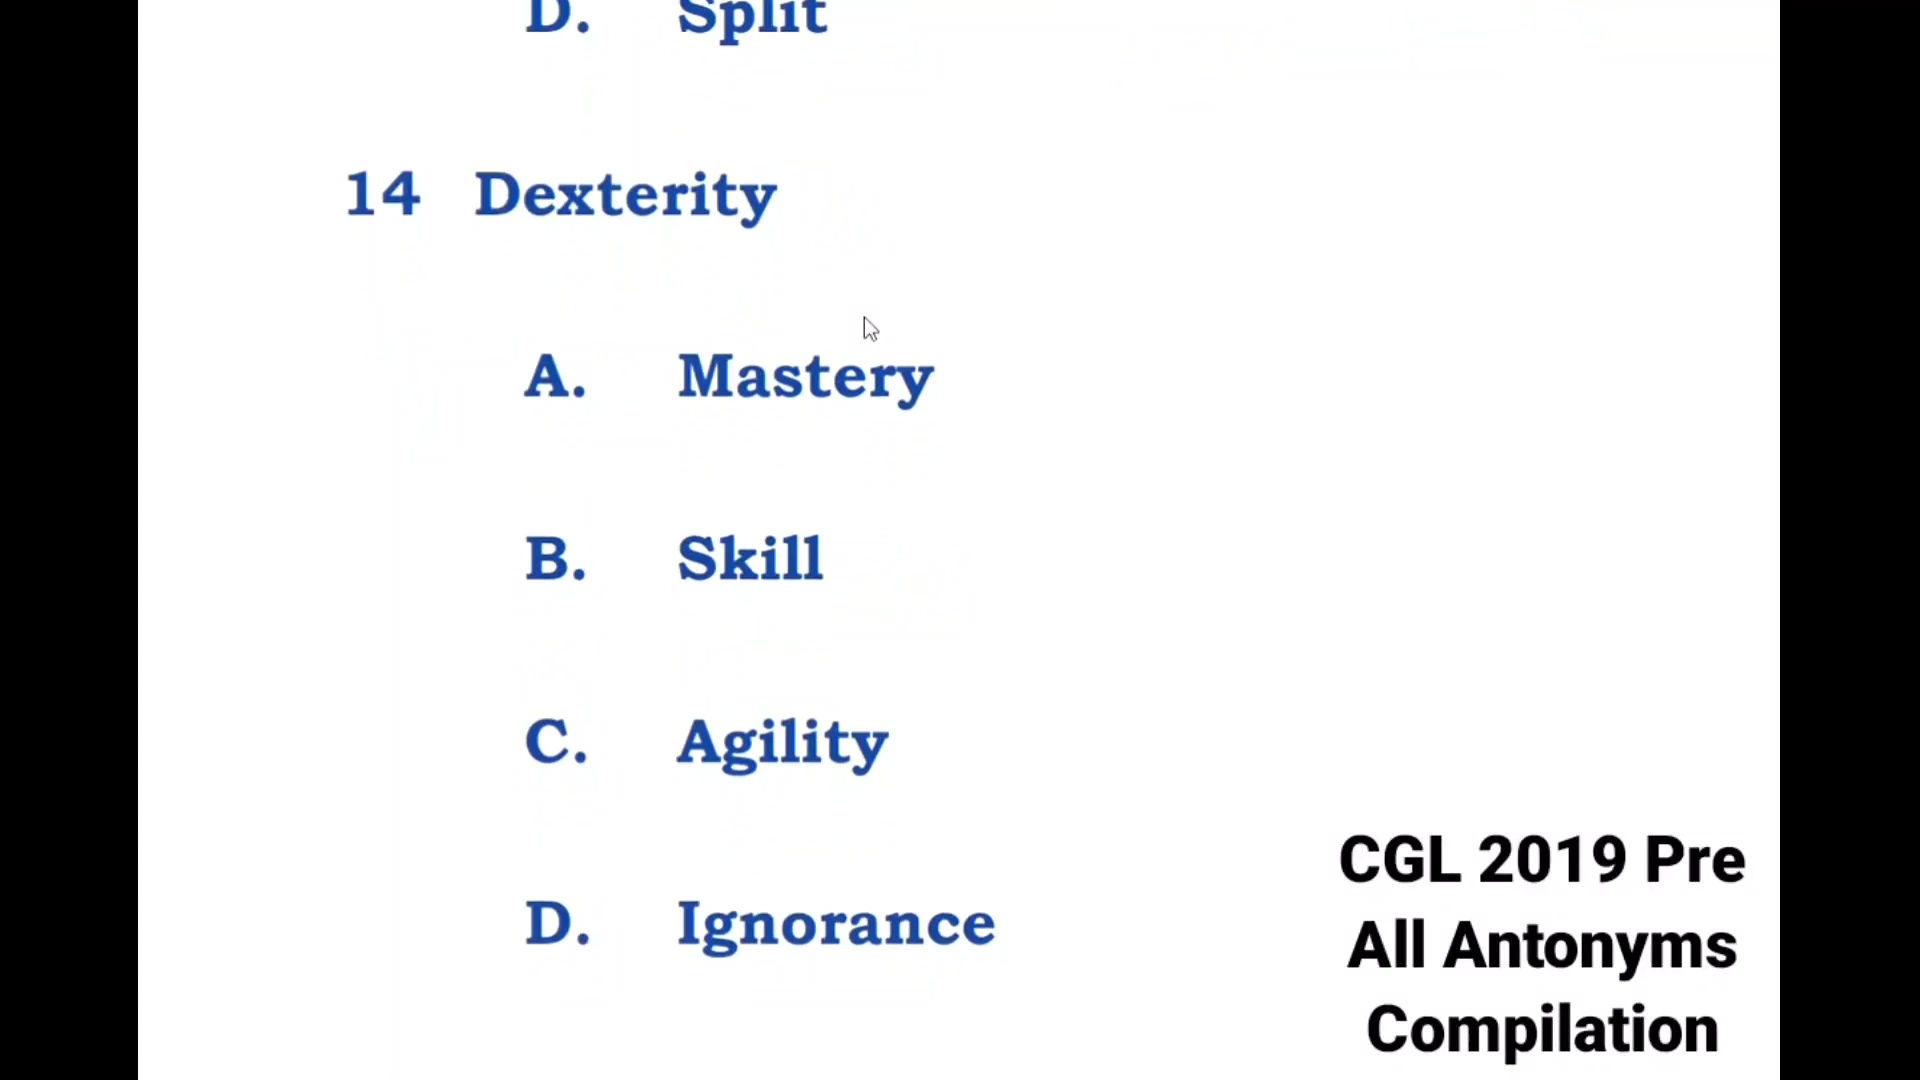 D. Split
14 Dexterity
A. Mastery
B. Skill
C. Agility
D. Ignorance
CGL 2019 Pre
All Antonyms
Compilation